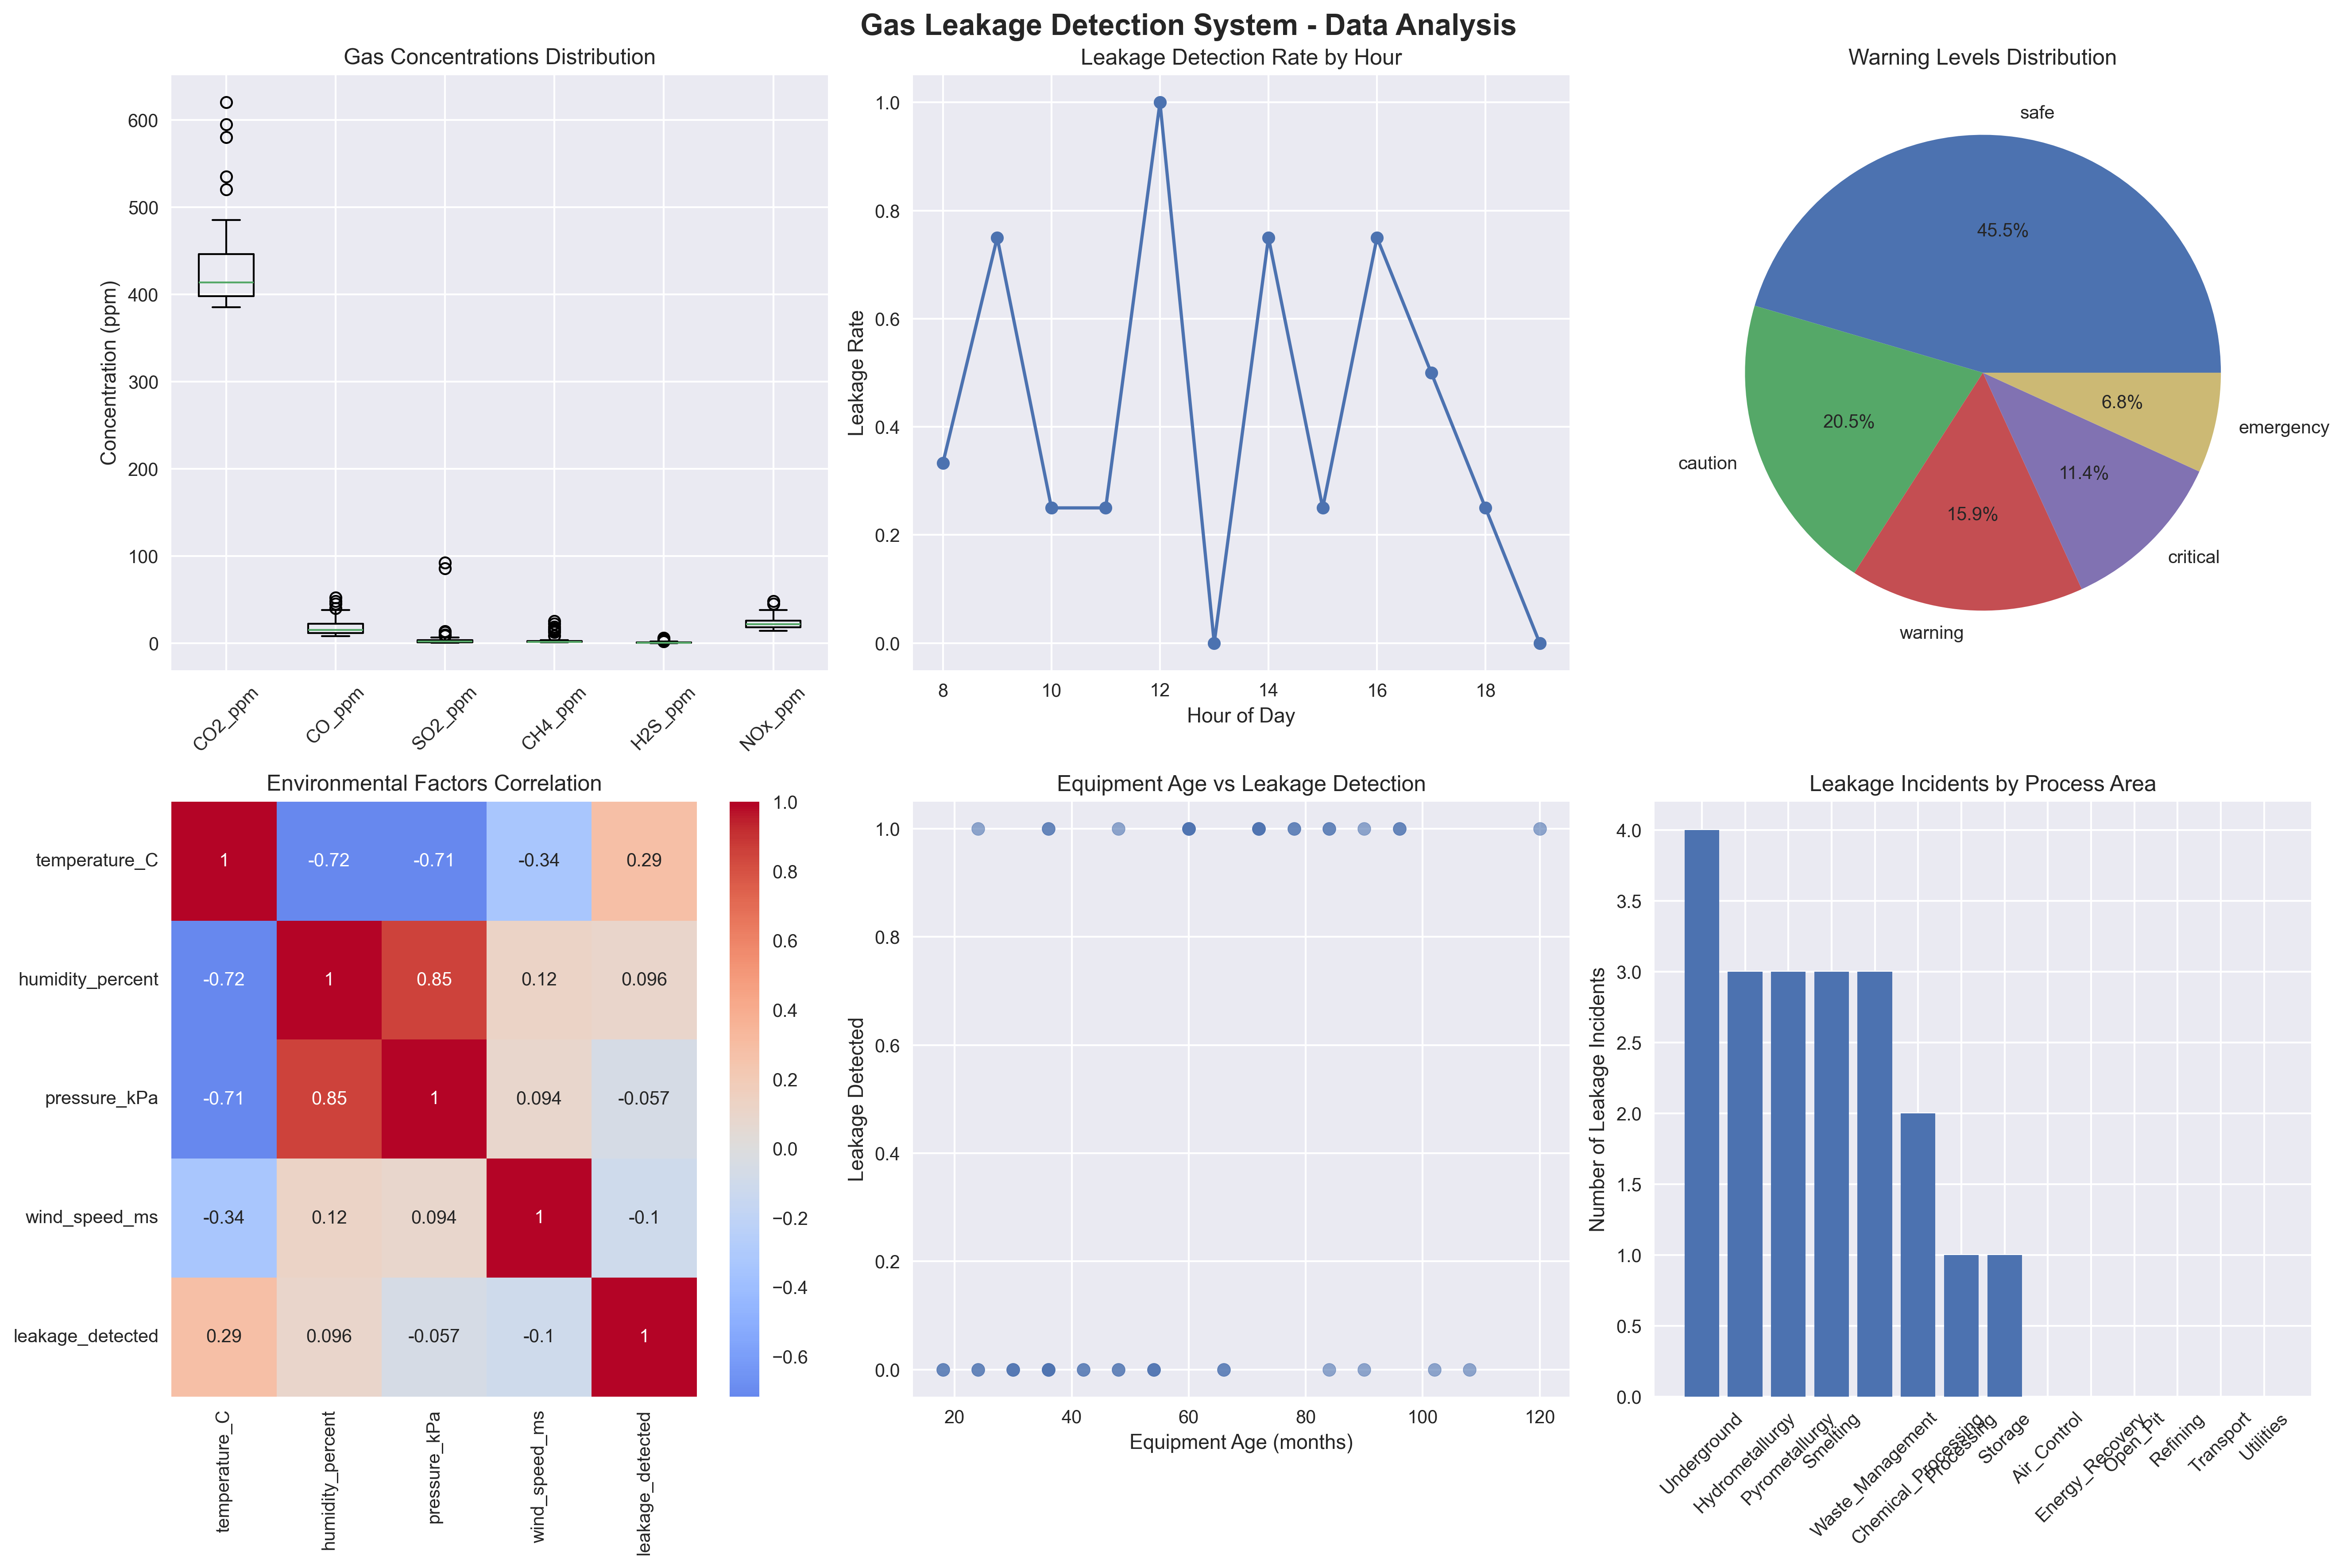 Gas Leakage Detection System - Data Analysis
Gas Concentrations Distribution
Concentration (ppm)
600
500
400
300
200
100
0
CO2_ppm
CO_ppm
SO2_ppm
CH4_ppm
H2S_ppm
NOx_ppm
Leakage Detection Rate by Hour
Leakage Rate
1.0
0.8
0.6
0.4
0.2
0.0
8
10
12
14
16
18
Hour of Day
Warning Levels Distribution
safe
45.5%
caution
20.5%
warning
15.9%
critical
11.4%
emergency
6.8%
Environmental Factors Correlation
temperature_C
1
-0.72
-0.71
-0.34
0.29
humidity_percent
-0.72
1
0.85
0.12
0.096
pressure_kPa
-0.71
0.85
1
0.094
-0.057
wind_speed_ms
-0.34
0.12
0.094
1
-0.1
leakage_detected
0.29
0.096
-0.057
-0.1
1
temperature_C
humidity_percent
pressure_kPa
wind_speed_ms
leakage_detected
1.0
0.8
0.6
0.4
0.2
0.0
−0.2
−0.4
−0.6
Equipment Age vs Leakage Detection
Leakage Detected
1.0
0.8
0.6
0.4
0.2
0.0
20
40
60
80
100
120
Equipment Age (months)
Leakage Incidents by Process Area
Number of Leakage Incidents
4.0
3.5
3.0
2.5
2.0
1.5
1.0
0.5
0.0
Underground
Hydrometallurgy
Pyrometallurgy
Smelting
Waste_Management
Chemical_Processing
Processing
Storage
Air_Control
Energy_Recovery
Open_Pit
Refining
Transport
Utilities